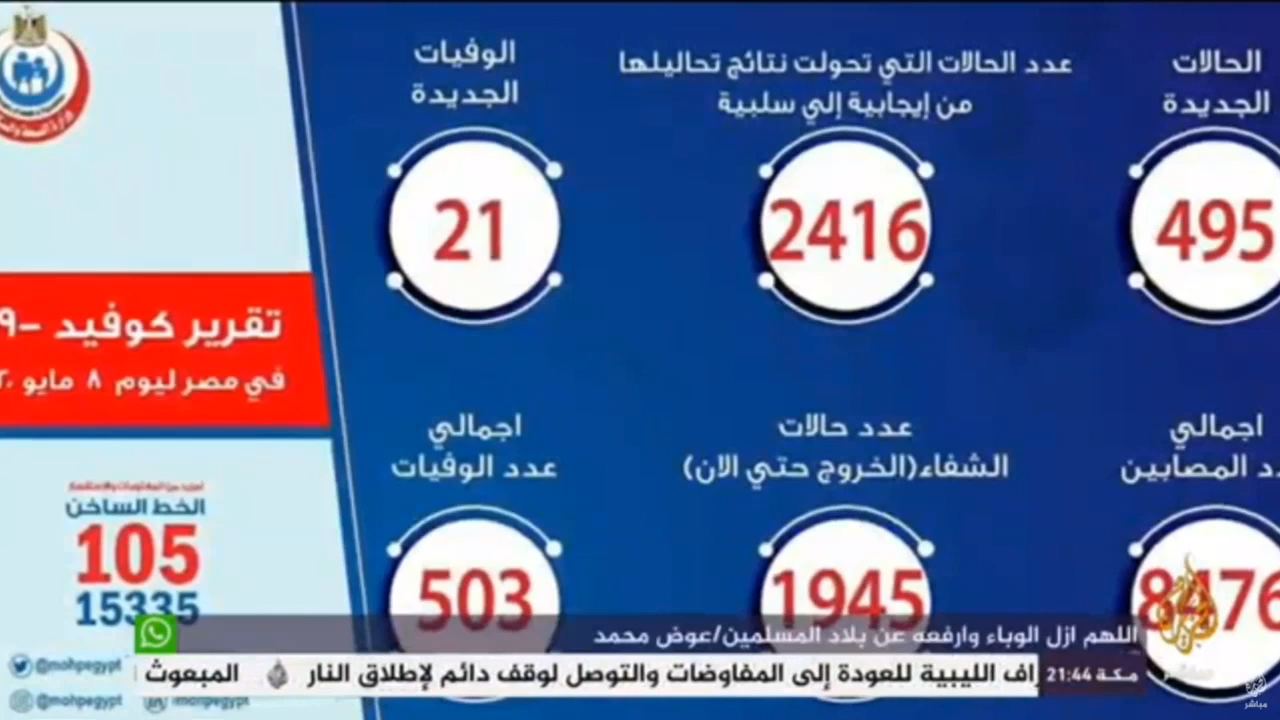 الحالات
الجديدة
495
عدد الحالات التي تحولت نتائج تحاليلها
من إيجابية إلي سلبية
2416
الوفيات
الجديدة
21
اجمالي
المصابين
8476
عدد حالات
الشفاء(الخروج حتي الان)
1945
اجمالي
عدد الوفيات
503
تقرير كوفيد -
في مصر ليوم ٨ مايو
الخط الساخن
105
15335
@mohpegypt
@mohpegypt
اللهم ازل الوباء وارفعه عن بلاد المسلمين/عوض محمد
مكة 21:44
الليبية للعودة إلى المفاوضات والتوصل لوقف دائم لإطلاق النار
المبعوث
مباشر